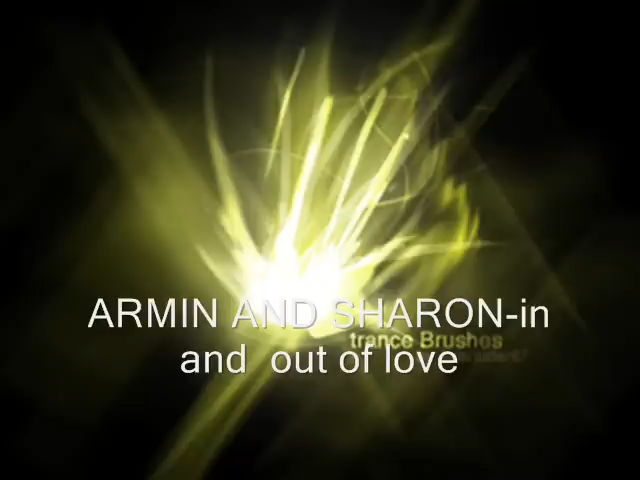 ARMIN AND SHARON-in
trance Brushes
and  out of love